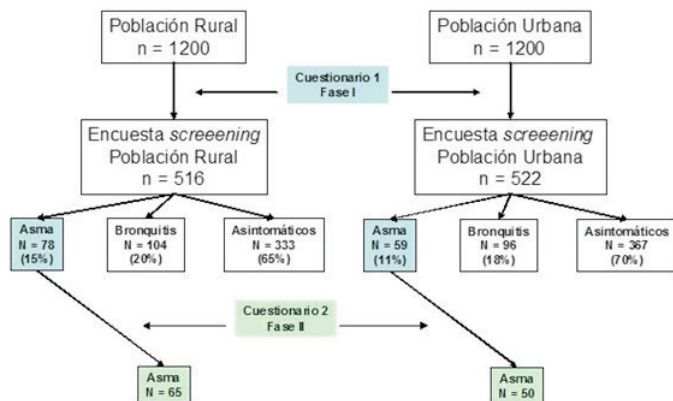 Población Rural
n = 1200
Población Urbana
n = 1200
Cuestionario 1
Fase I
Encuesta screeening
Población Rural
n = 516
Encuesta screeening
Población Urbana
n = 522
Asma
N = 78
(15%)
Bronquitis
N = 104
(20%)
Asintomáticos
N = 333
(65%)
Asma
N = 59
(11%)
Bronquitis
N = 96
(18%)
Asintomáticos
N = 367
(70%)
Cuestionario 2
Fase II
Asma
N = 65
Asma
N = 50